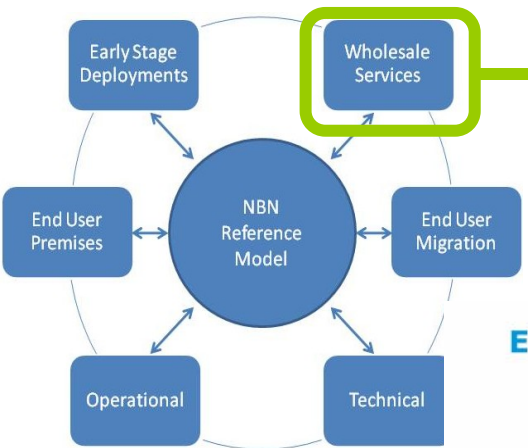 Early Stage
Deployments
Wholesale
Services
End User
Premises
NBN
Reference
Model
End User
Migration
Operational
Technical
E